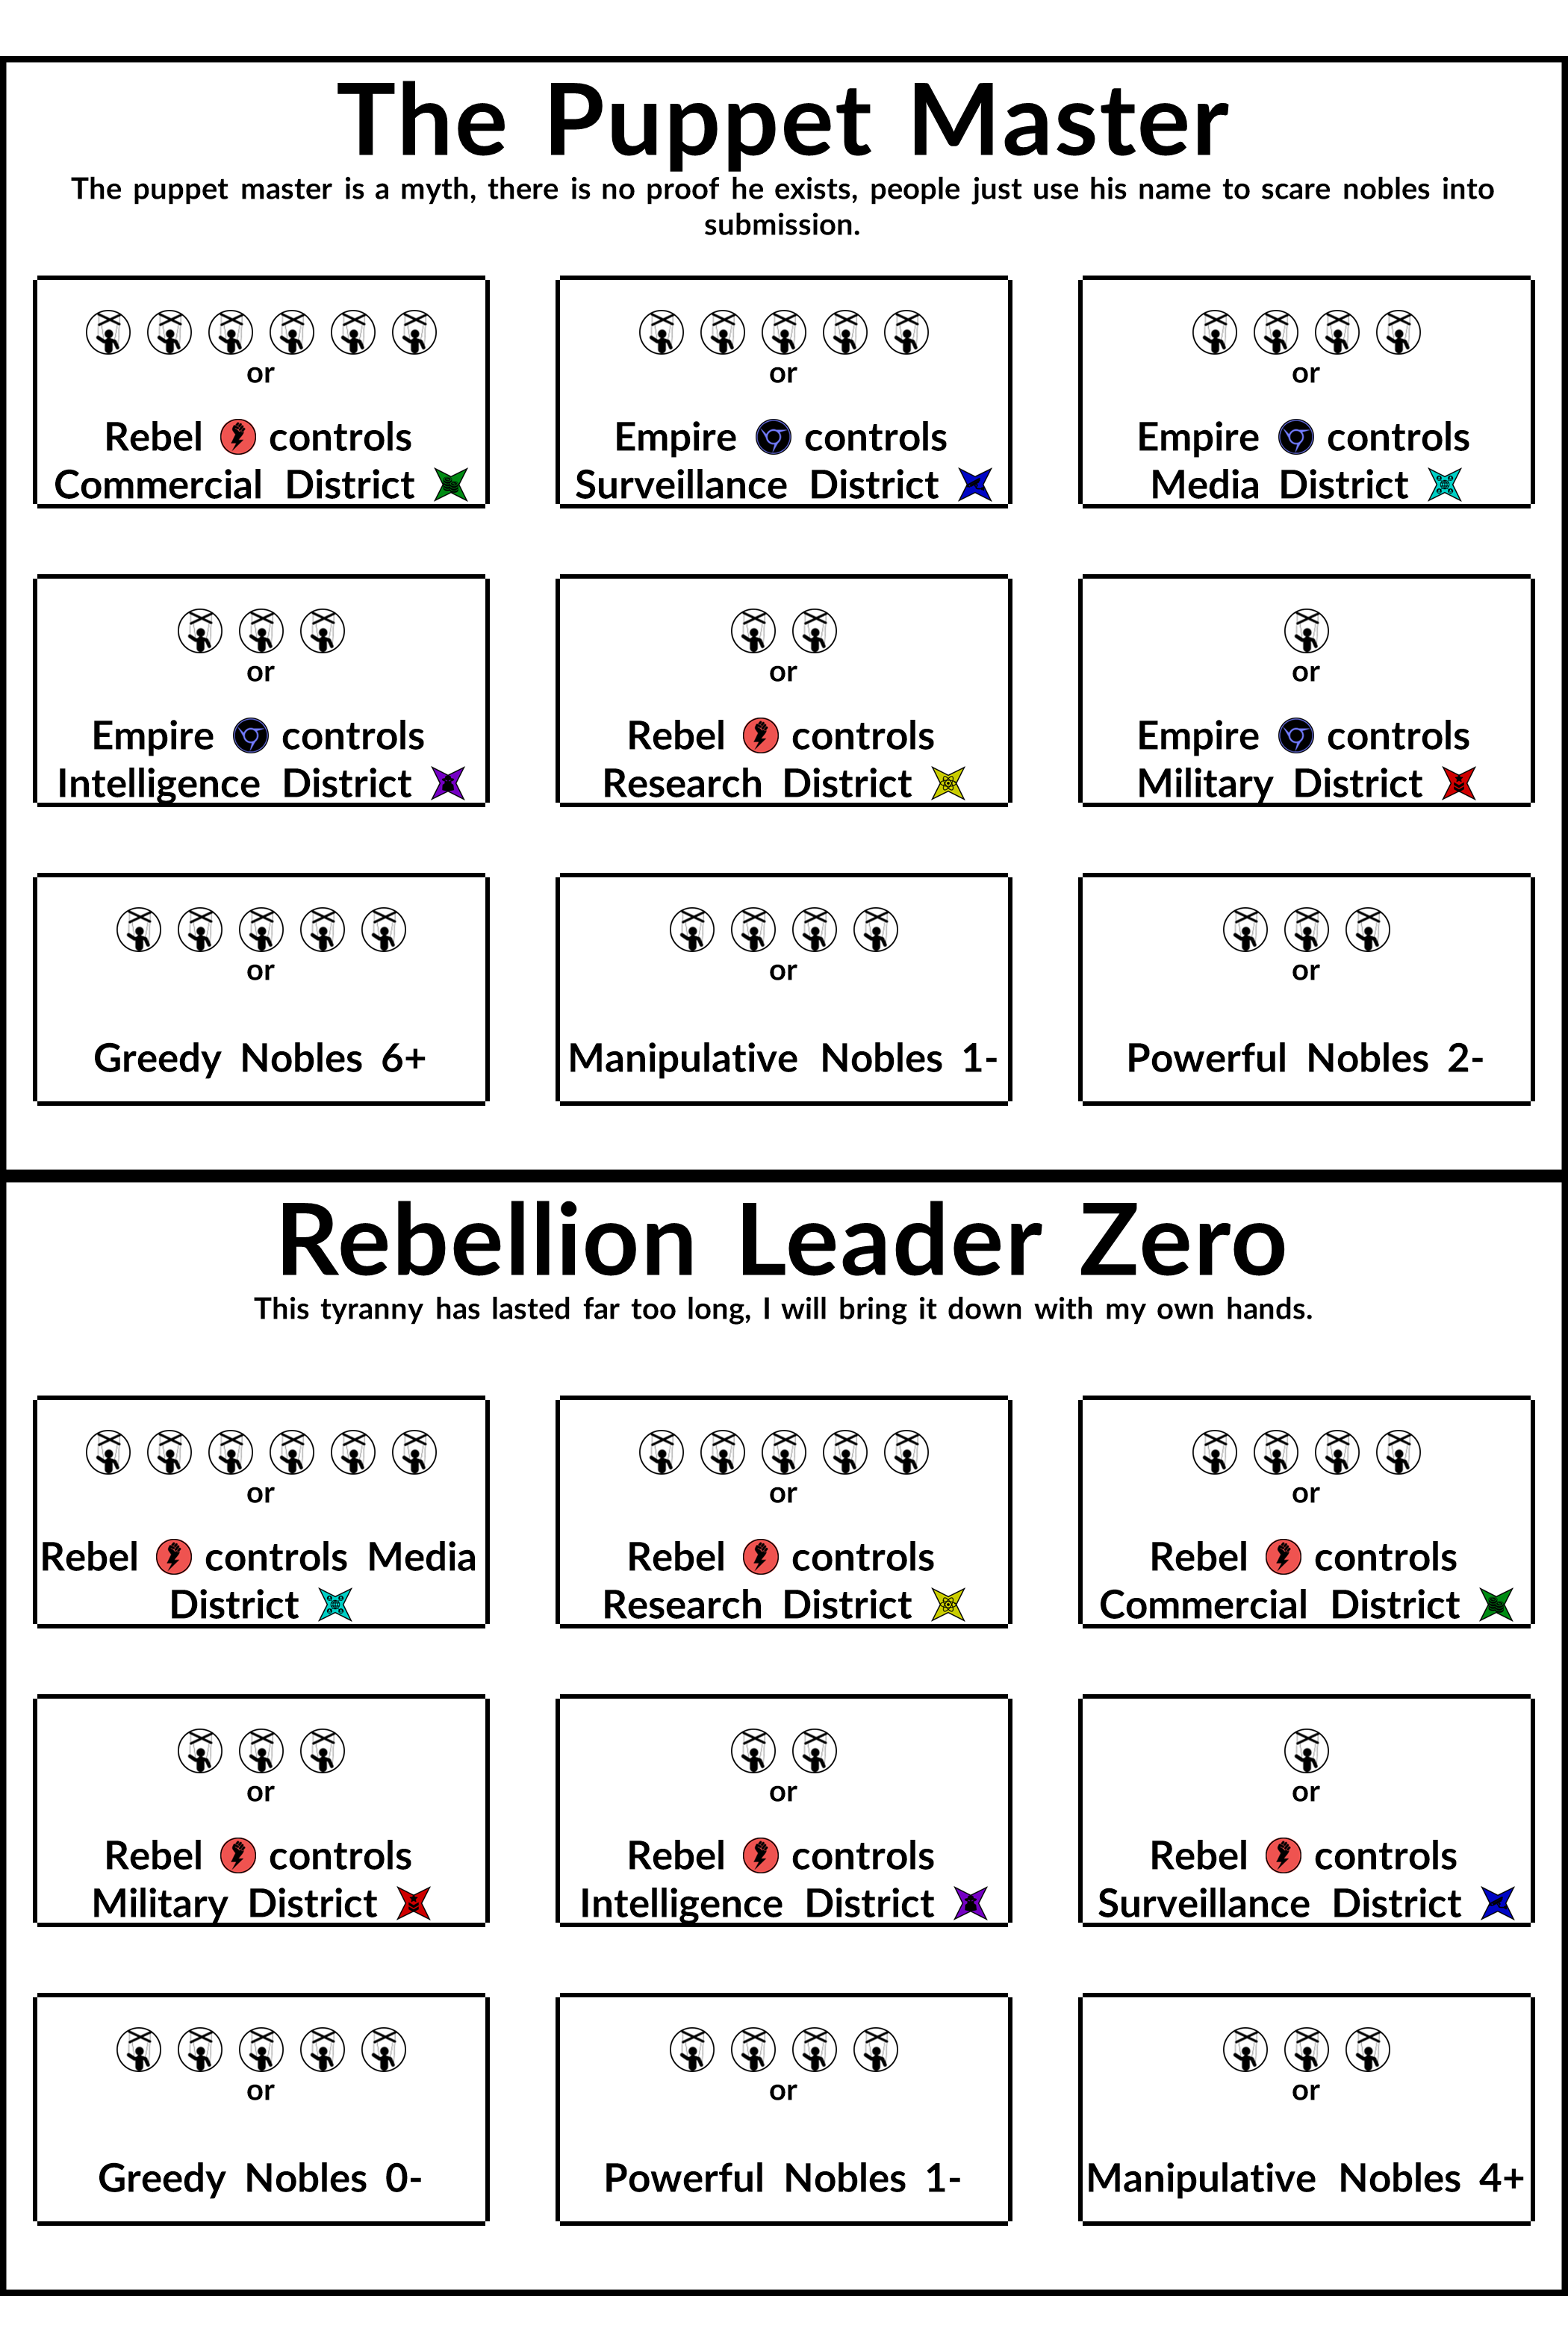 The Puppet Master
The puppet master is a myth, there is no proof he exists, people just use his name to scare nobles into
submission.
or
Rebel controls
Commercial District
or
Empire controls
Surveillance District
or
Empire controls
Media District
or
Empire controls
Intelligence District
or
Rebel controls
Research District
or
Empire controls
Military District
or
Greedy Nobles 6+
or
Manipulative Nobles 1-
or
Powerful Nobles 2-
Rebellion Leader Zero
This tyranny has lasted far too long, I will bring it down with my own hands.
or
Rebel controls Media
District
or
Rebel controls
Research District
or
Rebel controls
Commercial District
or
Rebel controls
Military District
or
Rebel controls
Intelligence District
or
Rebel controls
Surveillance District
or
Greedy Nobles 0-
or
Powerful Nobles 1-
or
Manipulative Nobles 4+